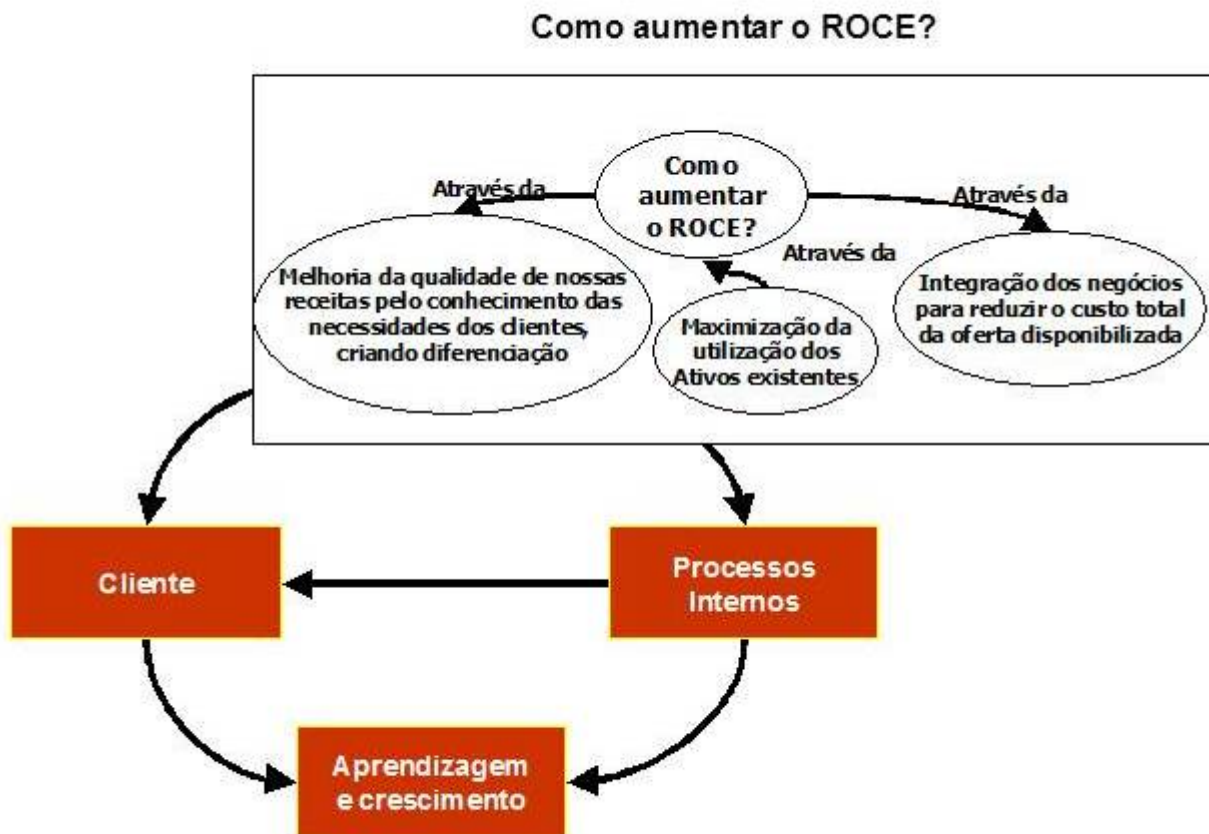 Como aumentar o ROCE?
Como
aumentar
o ROCE?
Através da
Através da
Através da
Melhoria da qualidade de nossas
receitas pelo conhecimento das
necessidades dos clientes,
criando diferenciação
Maximização da
utilização dos
Ativos existentes
Integração dos negócios
para reduzir o custo total
da oferta disponibilizada
Cliente
Processos
Internos
Aprendizagem
e crescimento